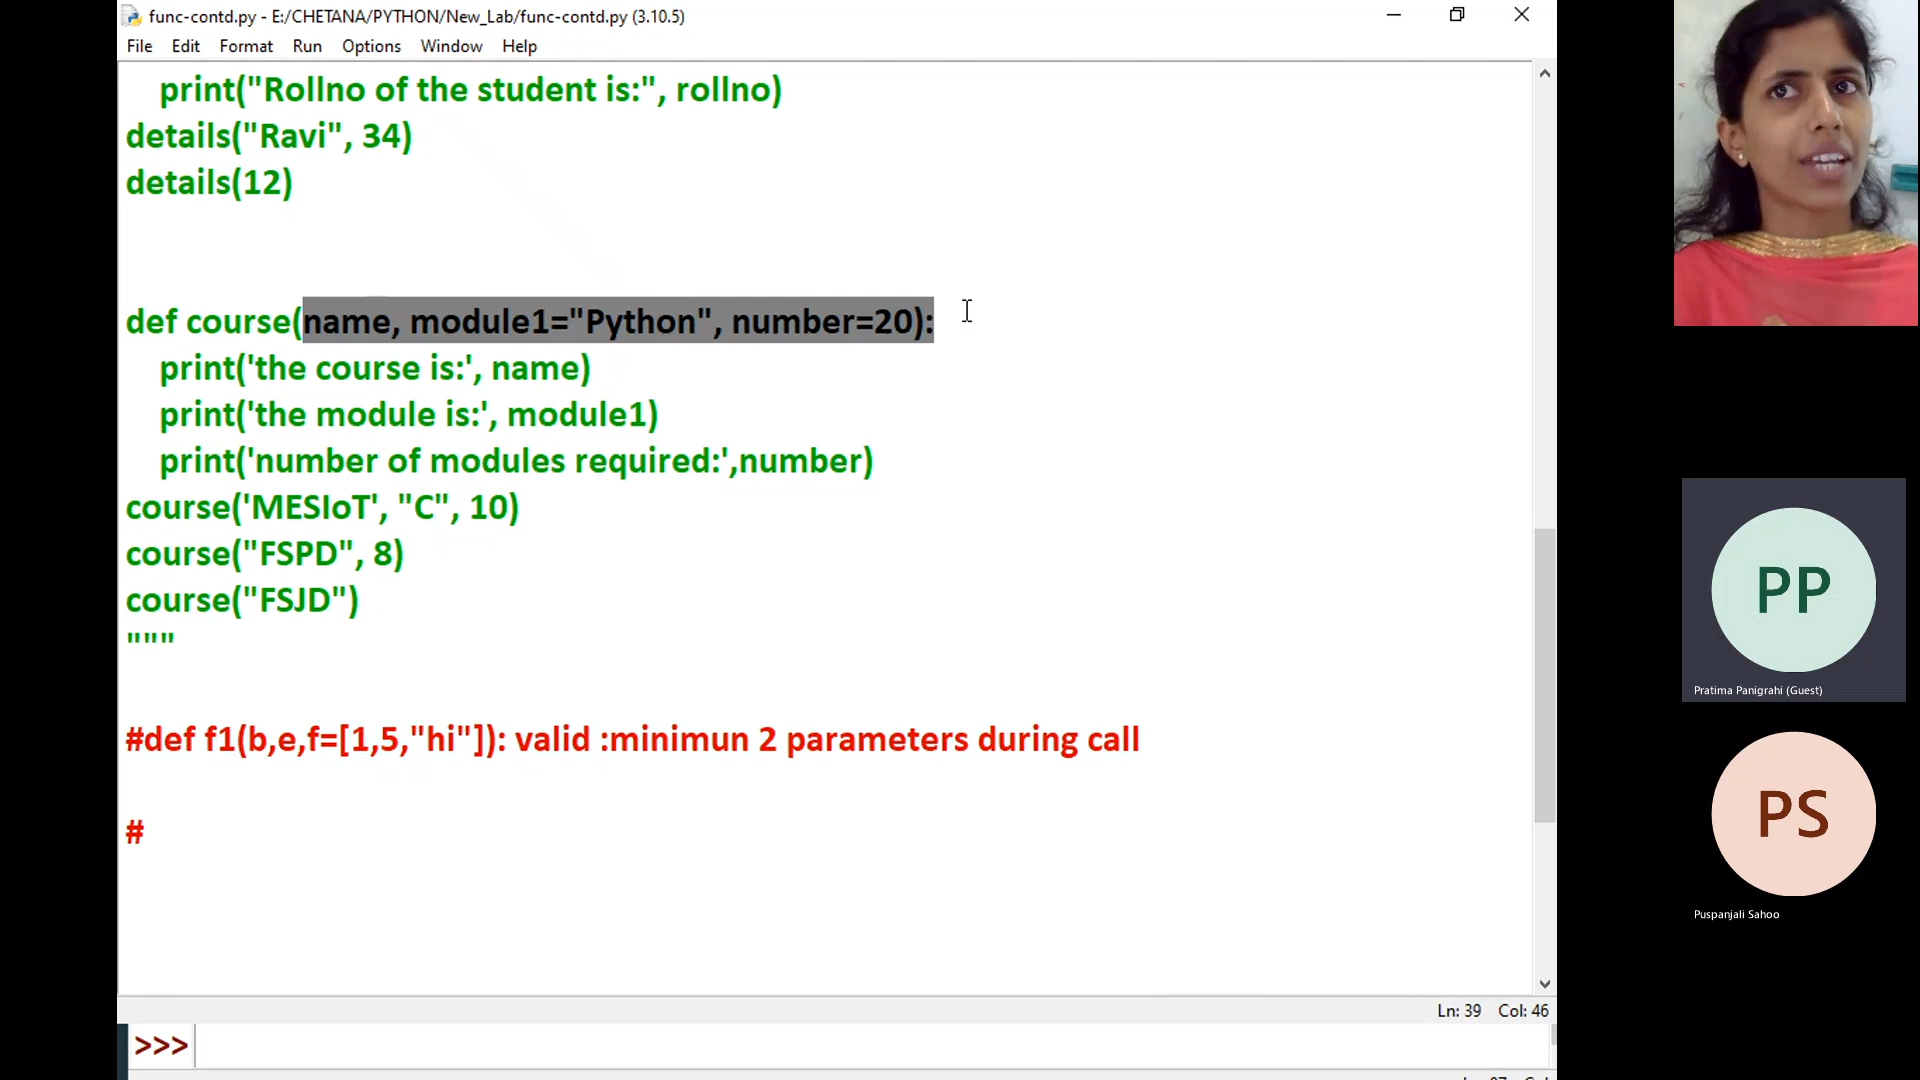 func-contd.py - E:/CHETANA/PYTHON/New_Lab/func-contd.py (3.10.5)
File Edit Format Run Options Window Help
print("Rollno of the student is:", rollno)
details("Ravi", 34)
details(12)
def course(name, module1="Python", number=20):
print('the course is:', name)
print('the module is:', module1)
print('number of modules required:',number)
course('MESIoT', "C", 10)
course("FSPD", 8)
course("FSJD")
"""
#def f1(b,e,f=[1,5,"hi"]): valid :minimun 2 parameters during call
#
Ln: 39 Col: 46
>>>
PP
Pratima Panigrahi (Guest)
PS
Puspanjali Sahoo